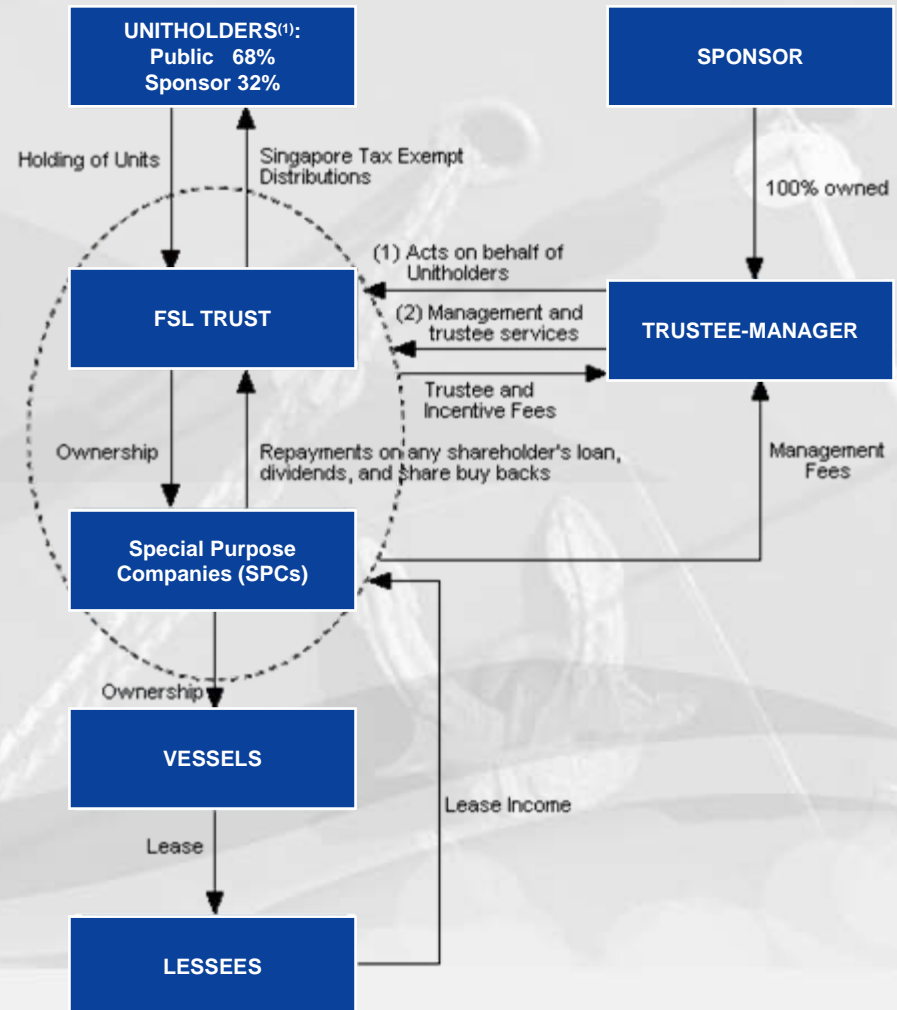 UNITHOLDERS(1):
Public 68%
Sponsor 32%
SPONSOR
Holding of Units
Singapore Tax Exempt
Distributions
100% owned
(1) Acts on behalf of
Unitholders
FSL TRUST
(2) Management and
trustee services
TRUSTEE-MANAGER
Trustee and
Incentive Fees
Ownership
Repayments on any shareholder's loan,
dividends, and share buy backs
Management
Fees
Special Purpose
Companies (SPCs)
Ownership
VESSELS
Lease Income
Lease
LESSEES